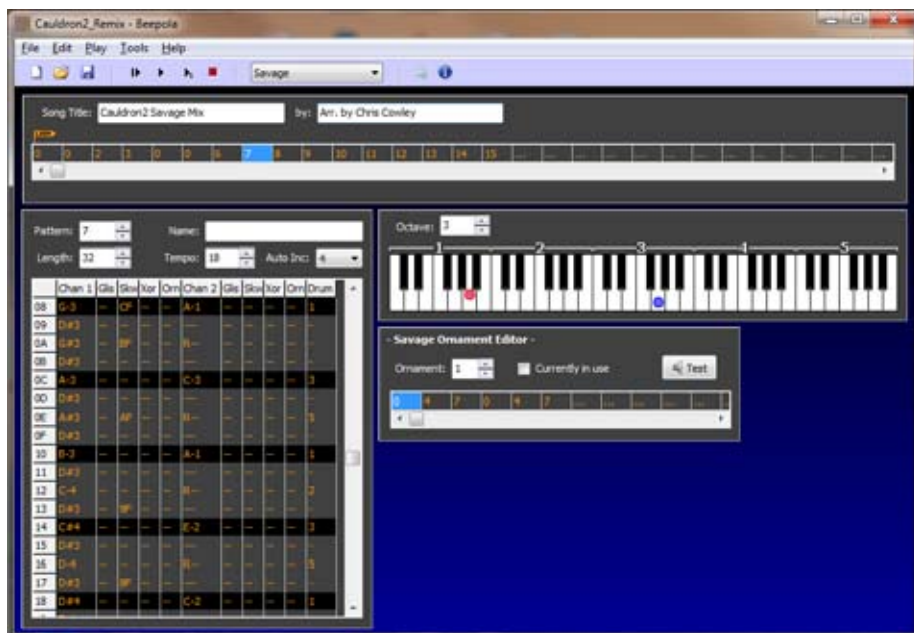 Cauldron2_Remix - Beepola
File Edit Play Tools Help
Savage
Song Title: Cauldron2 Savage Mix by: Arr. by Chris Cowley
LOOP
0 0 2 3 0 0 6 7 8 9 10 11 12 13 14 15 ... ... ... ... ... ... ... ... ... ...
Pattern: 7 Name:
Length: 32 Tempo: 18 Auto Inc: 4
Octave: 3
1 2 3 4 5
Chan 1 Glis Skw Xor Orn Chan 2 Glis Skw Xor Orn Drum
08 G-3 -- CF -- -- A-1 -- -- -- -- 1
09 D#3 -- -- -- -- --- -- -- -- --
0A G#3 -- BF -- -- R-- -- -- -- --
0B D#3 -- -- -- -- --- -- -- -- --
0C A-3 -- -- -- -- C-3 -- -- -- -- 3
0D D#3 -- -- -- -- --- -- -- -- --
0E A#3 -- AF -- -- R-- -- -- -- -- 5
0F D#3 -- -- -- -- --- -- -- -- --
10 B-3 -- -- -- -- A-1 -- -- -- -- 1
11 D#3 -- -- -- -- --- -- -- -- --
12 C-4 -- -- -- -- R-- -- -- -- -- 2
13 D#3 -- 9F -- -- --- -- -- -- --
14 C#4 -- -- -- -- E-2 -- -- -- -- 3
15 D#3 -- -- -- -- --- -- -- -- --
16 D-4 -- -- -- -- R-- -- -- -- -- 5
17 D#3 -- 8F -- -- --- -- -- -- --
18 D#4 -- -- -- -- C-2 -- -- -- -- 1
- Savage Ornament Editor -
Ornament: 1 Currently in use Test
0 4 7 0 4 7 ... ... ... ... ...